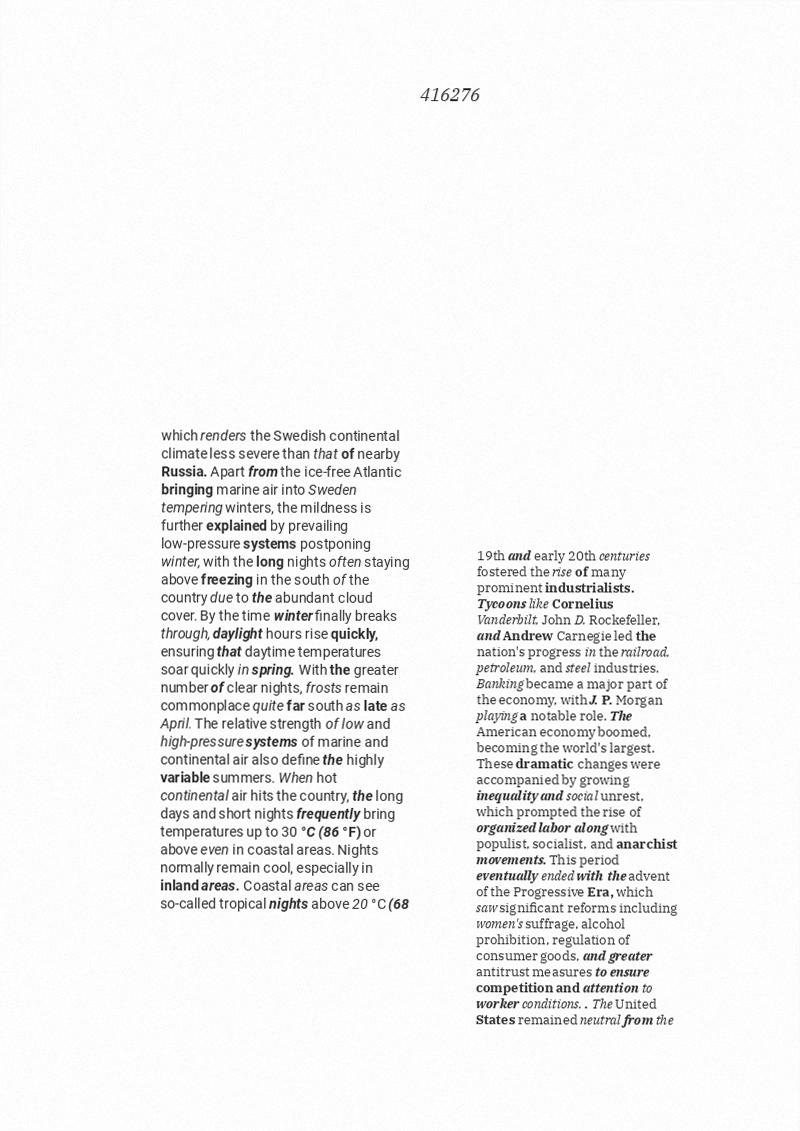 416276
which renders the Swedish continental
climate less severe than that of nearby
Russia. Apart from the ice-free Atlantic
bringing marine air into Sweden
tempering winters, the mildness is
further explained by prevailing
low-pressure systems postponing
winter, with the long nights often staying
above freezing in the south of the
country due to the abundant cloud
cover. By the time winter finally breaks
through, daylight hours rise quickly,
ensuring that daytime temperatures
soar quickly in spring. With the greater
number of clear nights, frosts remain
commonplace quite far south as late as
April. The relative strength of low and
high-pressure systems of marine and
continental air also define the highly
variable summers. When hot
continental air hits the country, the long
days and short nights frequently bring
temperatures up to 30 °C (86 °F) or
above even in coastal areas. Nights
normally remain cool, especially in
inland areas. Coastal areas can see
so-called tropical nights above 20 °C (68
19th and early 20th centuries
fostered the rise of many
prominent industrialists.
Tycoons like Cornelius
Vanderbilt, John D. Rockefeller,
and Andrew Carnegie led the
nation's progress in the railroad,
petroleum, and steel industries.
Banking became a major part of
the economy, with J. P. Morgan
playing a notable role. The
American economy boomed,
becoming the world's largest.
These dramatic changes were
accompanied by growing
inequality and social unrest,
which prompted the rise of
organized labor along with
populist, socialist, and anarchist
movements. This period
eventually ended with the advent
of the Progressive Era, which
saw significant reforms including
women's suffrage, alcohol
prohibition, regulation of
consumer goods, and greater
antitrust measures to ensure
competition and attention to
worker conditions. . The United
States remained neutral from the